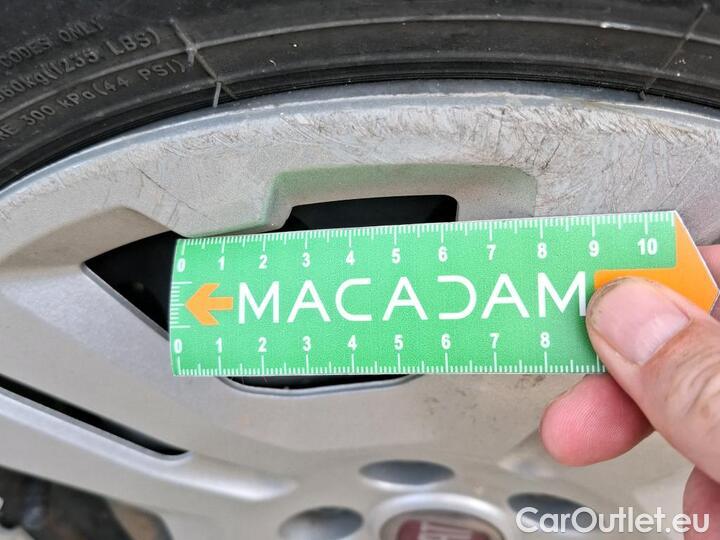 CODES ONLY
560kg(1235 LBS)
300 kPa (44 PSI)
0 1 2 3 4 5 6 7 8 9 10
MACADAM
0 1 2 3 4 5 6 7 8
CarOutlet.eu